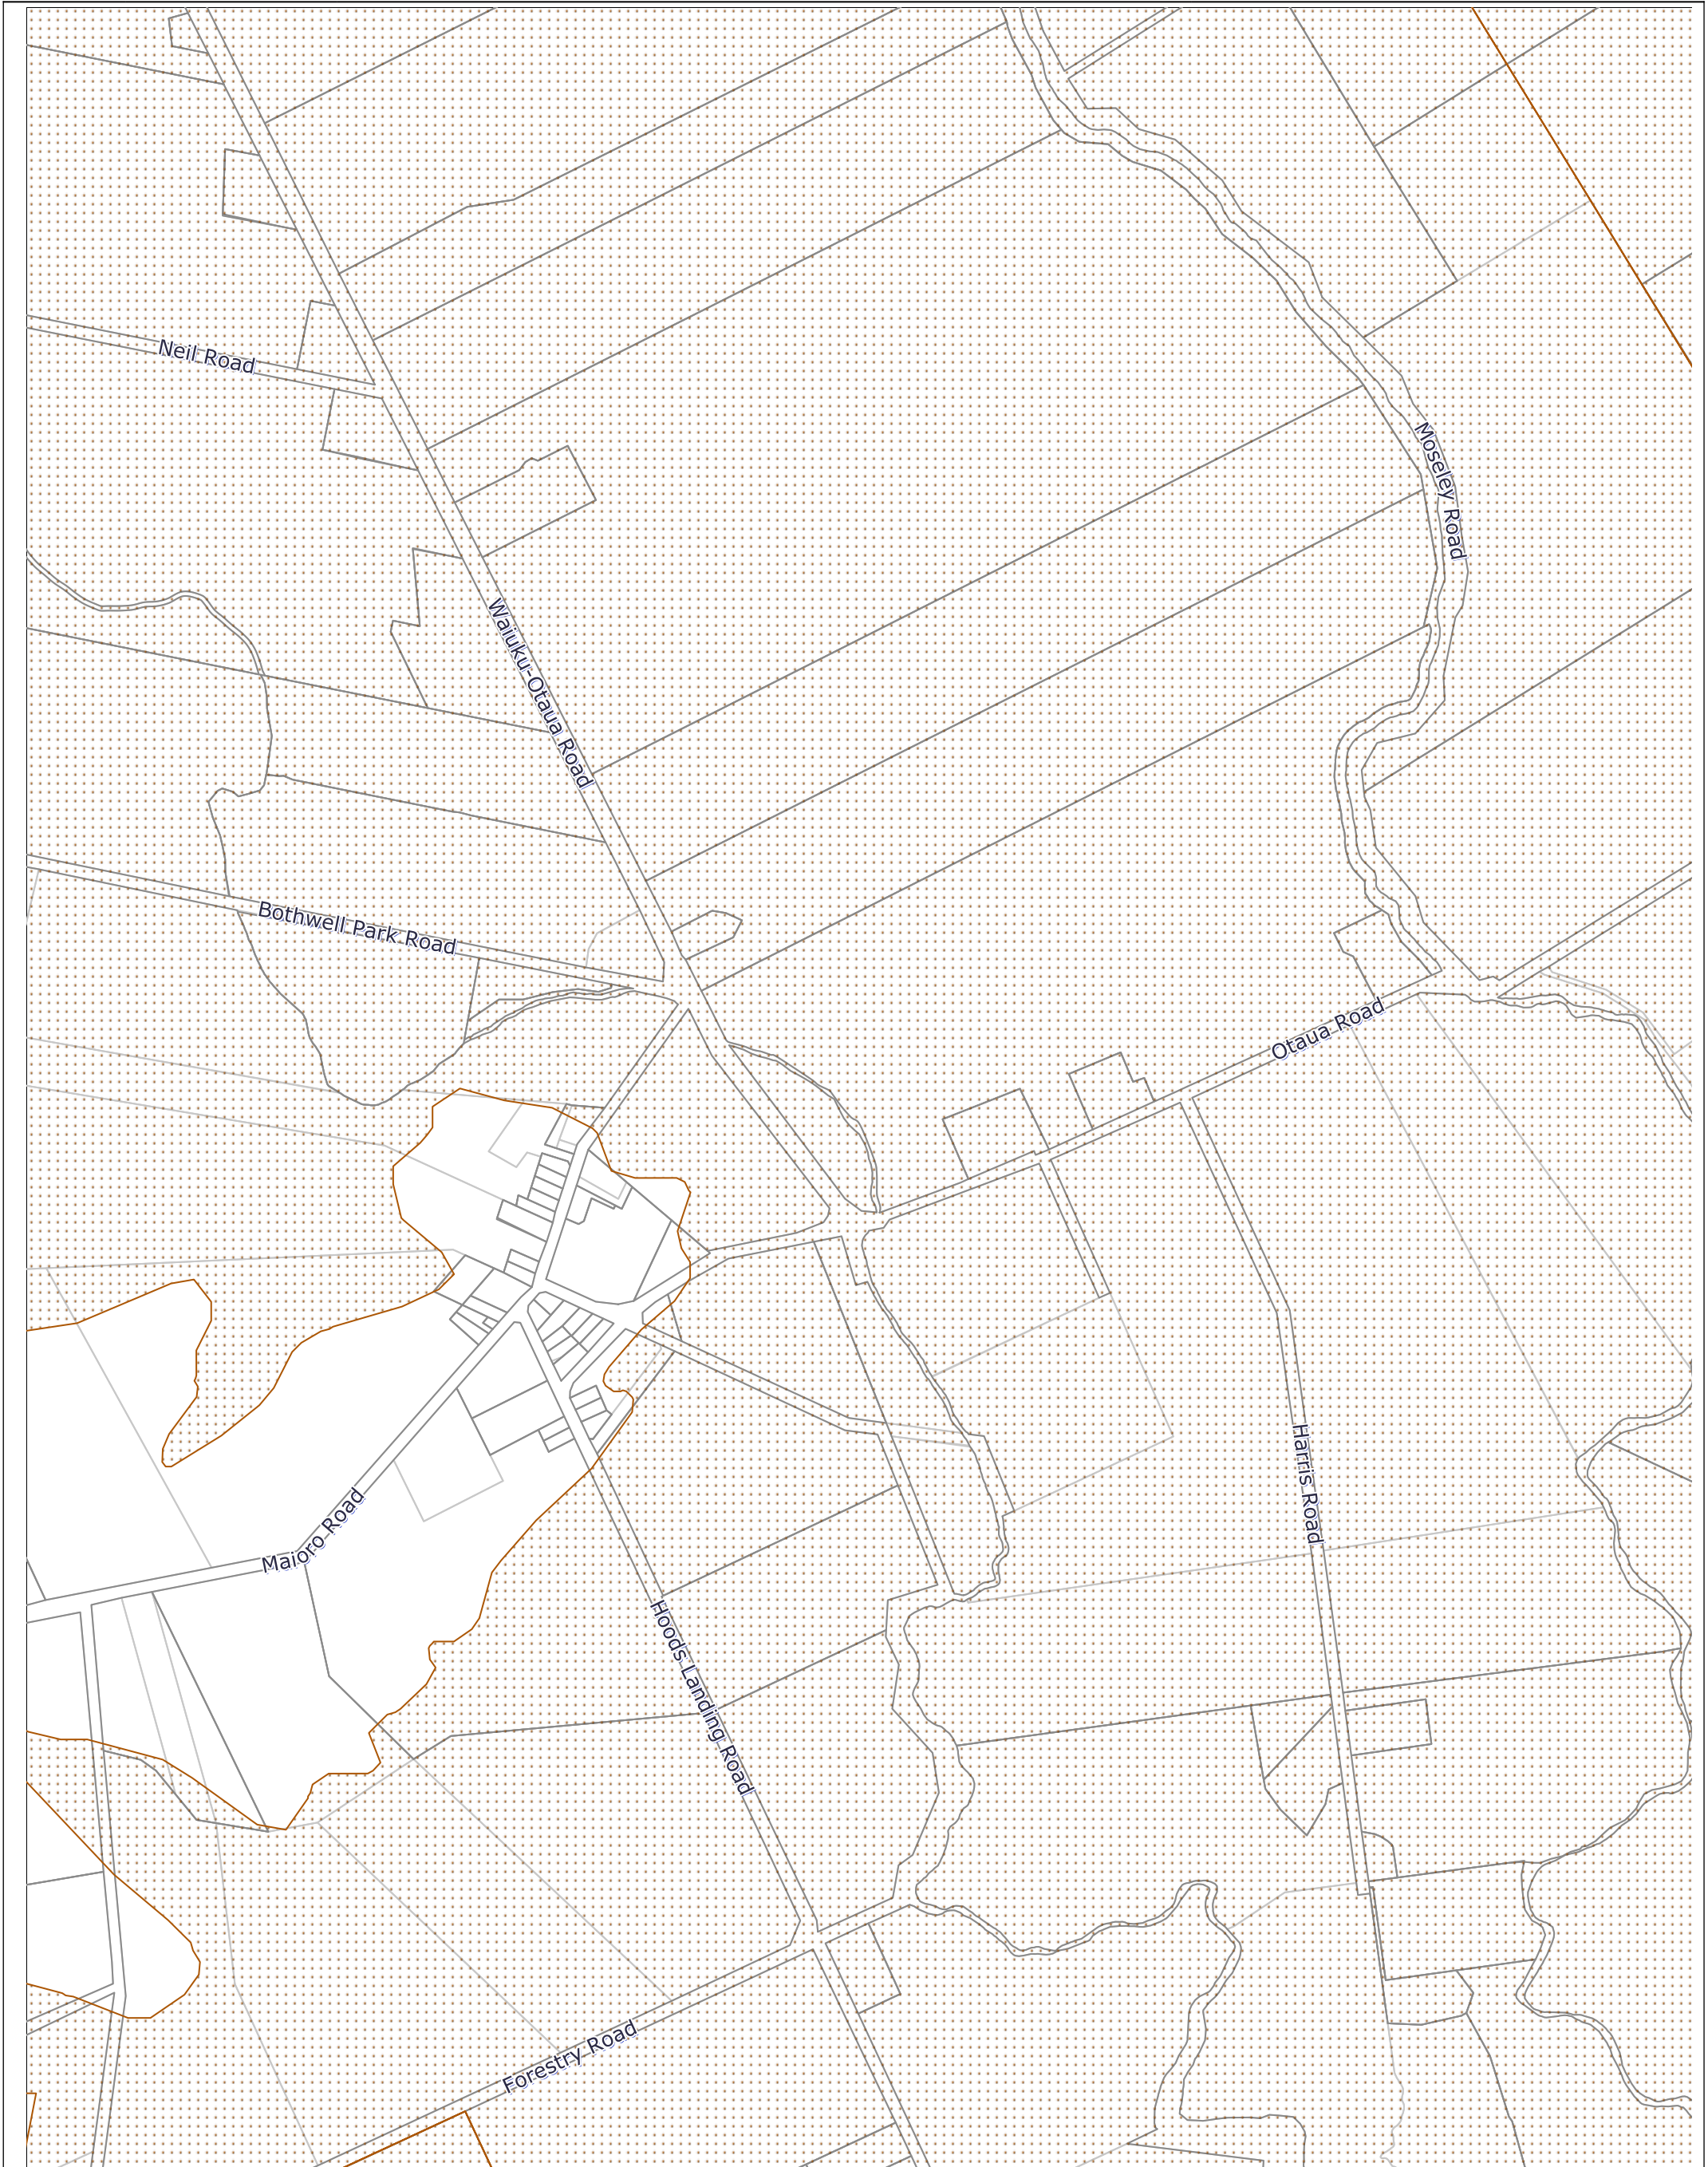 Neil Road
Moseley Road
Waiuku-Otaua Road
Bothwell Park Road
Otaua Road
Harris Road
Maioro Road
Hoods Landing Road
Forestry Road